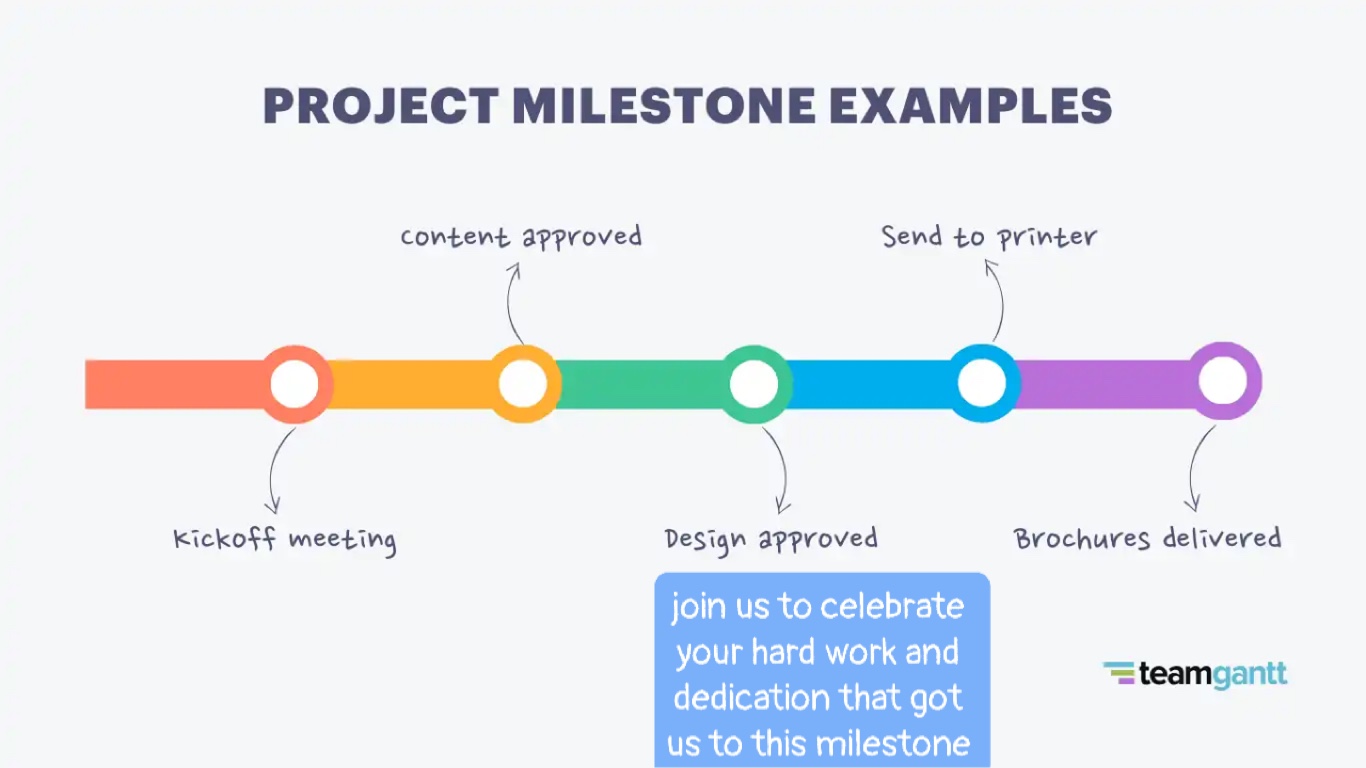 PROJECT MILESTONE EXAMPLES
Content approved
Send to printer
Kickoff meeting
Design approved
Brochures delivered
join us to celebrate
your hard work and
dedication that got
us to this milestone
teamgantt